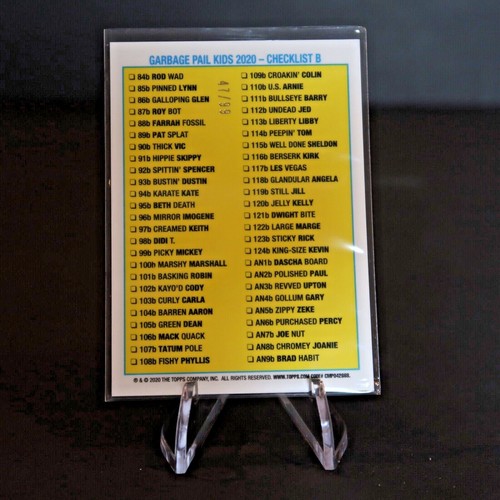 GARBAGE PAIL KIDS 2020 – CHECKLIST B
84b ROD WAD
85b PINNED LYNN
86b GALLOPING GLEN
87b ROY BOT
88b FARRAH FOSSIL
89b PAT SPLAT
90b THICK VIC
91b HIPPIE SKIPPY
92b SPITTIN' SPENCER
93b BUSTIN' DUSTIN
94b KARATE KATE
95b BETH DEATH
96b MIRROR IMOGENE
97b CREAMED KEITH
98b DIDI T.
99b PICKY MICKEY
100b MARSHY MARSHALL
101b BASKING ROBIN
102b KAYO'D CODY
103b CURLY CARLA
104b BARREN AARON
105b GREEN DEAN
106b MACK QUACK
107b TATUM POLE
108b FISHY PHYLLIS
47/99
109b CROAKIN' COLIN
110b U.S. ARNIE
111b BULLSEYE BARRY
112b UNDEAD JED
113b LIBERTY LIBBY
114b PEEPIN' TOM
115b WELL DONE SHELDON
116b BERSERK KIRK
117b LES VEGAS
118b GLANDULAR ANGELA
119b STILL JILL
120b JELLY KELLY
121b DWIGHT BITE
122b LARGE MARGE
123b STICKY RICK
124b KING-SIZE KEVIN
AN1b DASCHA BOARD
AN2b POLISHED PAUL
AN3b REVVED UPTON
AN4b GOLLUM GARY
AN5b ZIPPY ZEKE
AN6b PURCHASED PERCY
AN7b JOE NUT
AN8b CHROMEY JOANIE
AN9b BRAD HABIT
® & © 2020 THE TOPPS COMPANY, INC. ALL RIGHTS RESERVED. WWW.TOPPS.COM